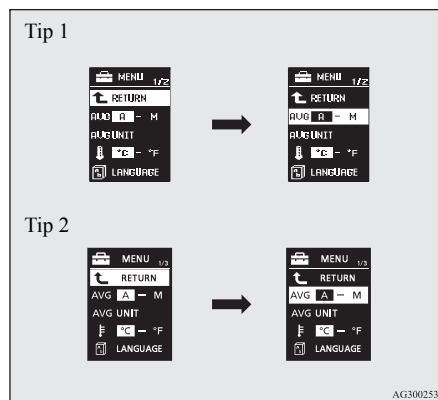 Tip 1
MENU 1/2
RETURN
AVG A – M
AVG UNIT
°C – °F
LANGUAGE
MENU 1/2
RETURN
AVG A – M
AVG UNIT
°C – °F
LANGUAGE
Tip 2
MENU 1/3
RETURN
AVG A – M
AVG UNIT
°C – °F
LANGUAGE
MENU 1/3
RETURN
AVG A – M
AVG UNIT
°C – °F
LANGUAGE
AG300253